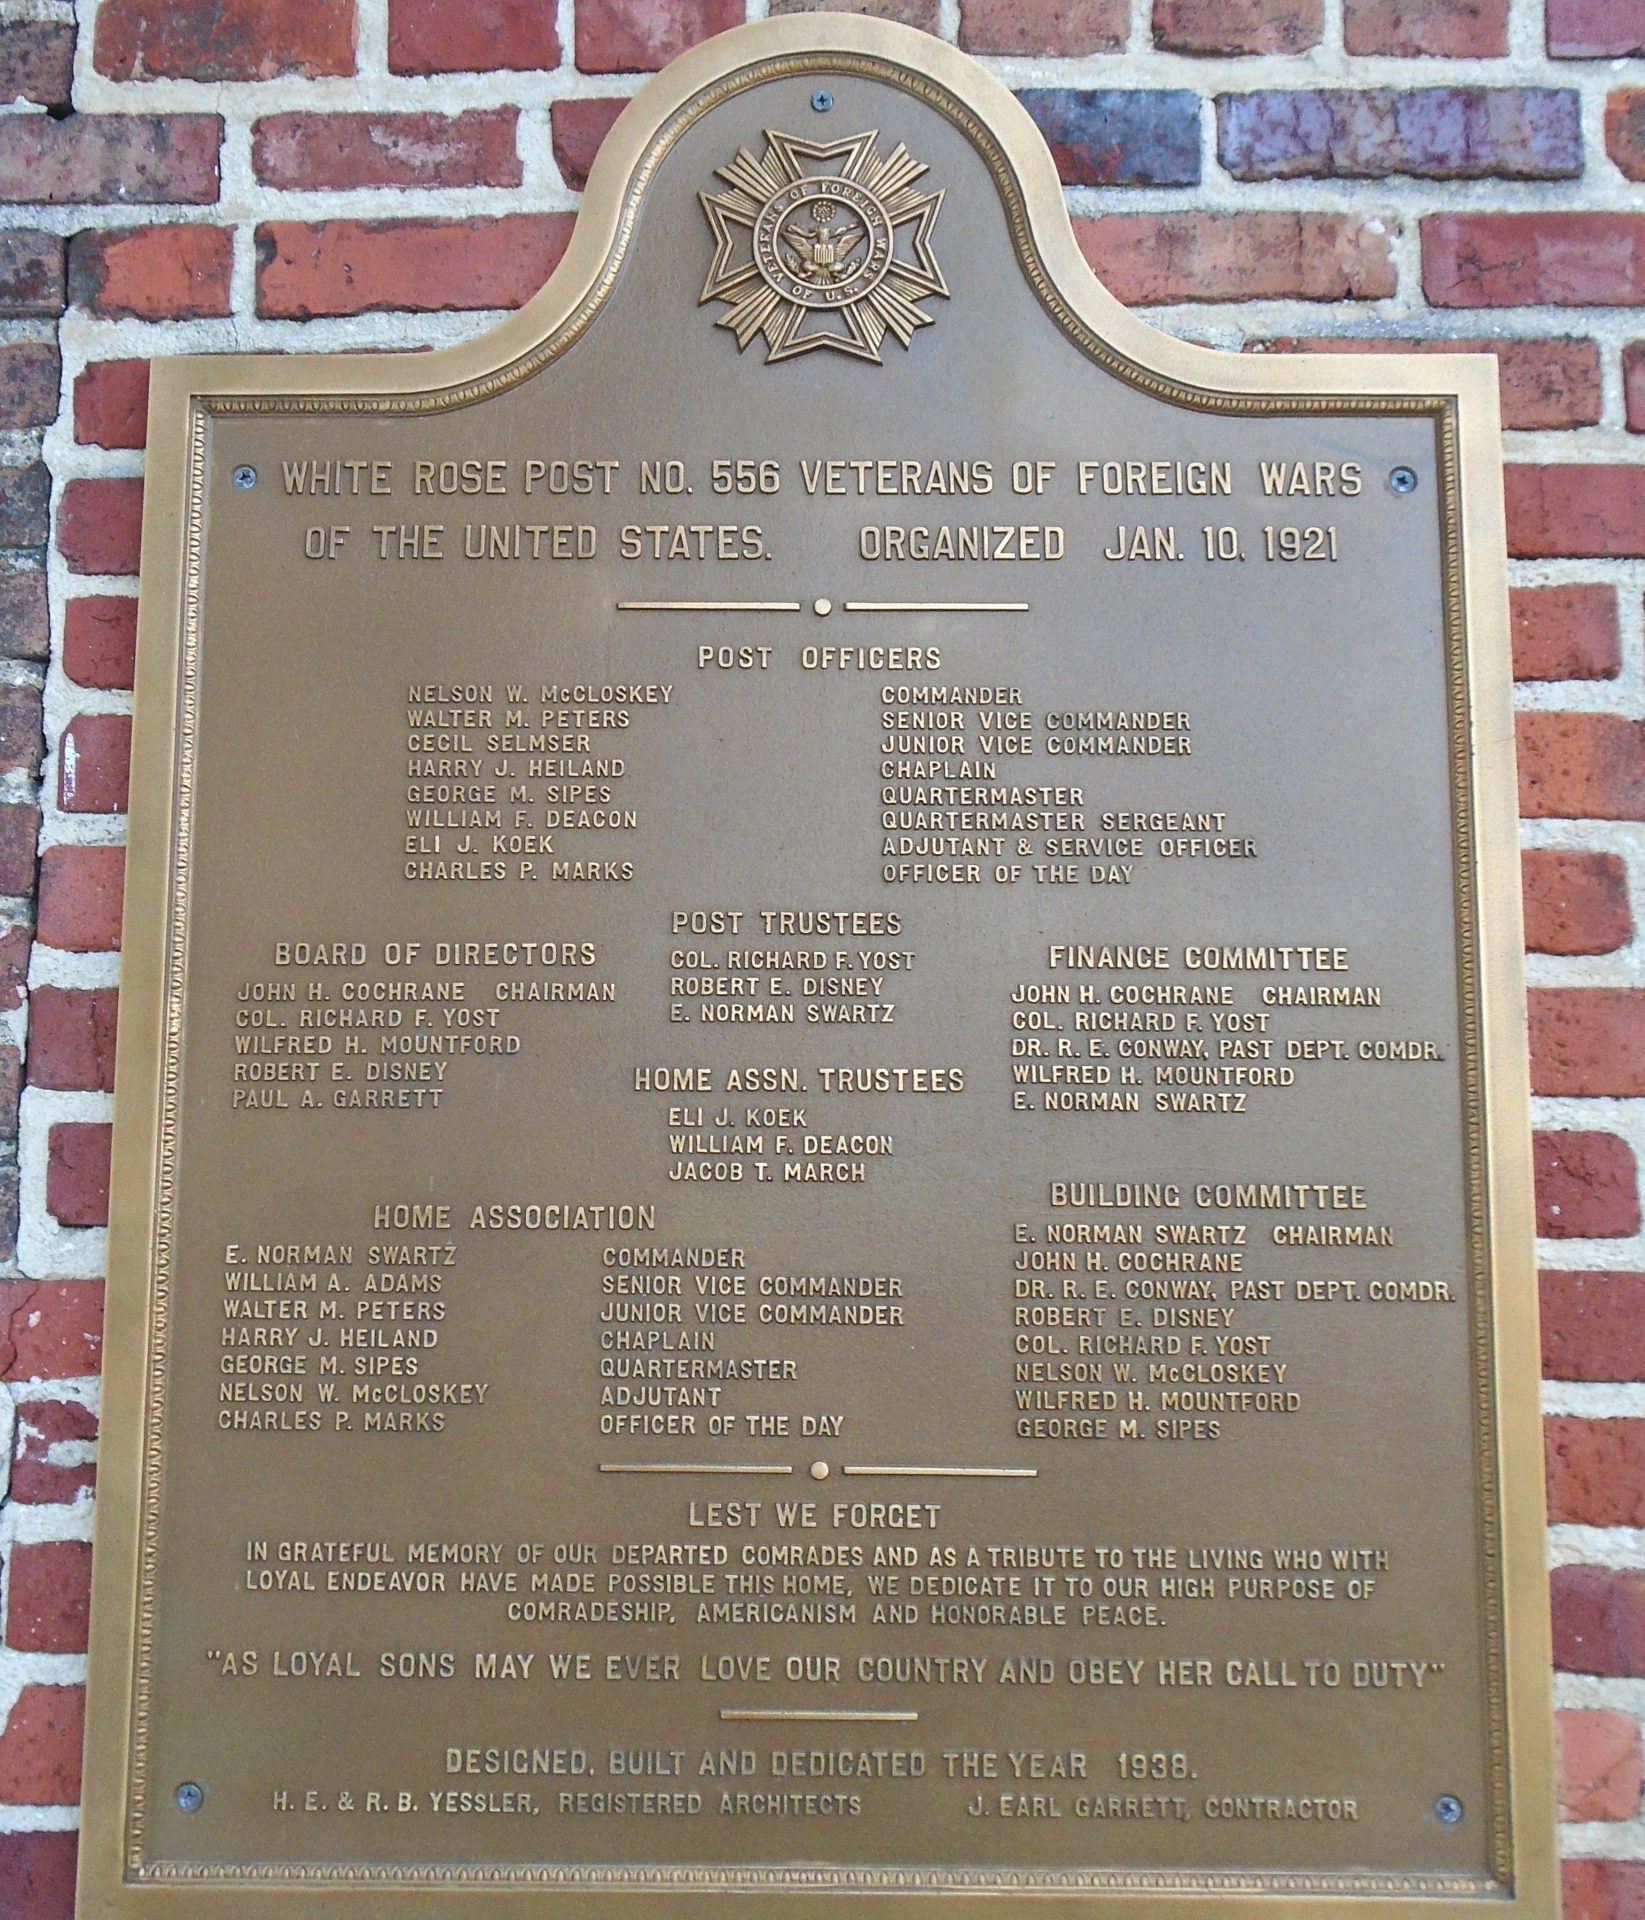 VETERANS OF FOREIGN WARS
OF U.S.
WHITE ROSE POST NO. 556 VETERANS OF FOREIGN WARS
OF THE UNITED STATES. ORGANIZED JAN. 10, 1921
POST OFFICERS
NELSON W. McCLOSKEY COMMANDER
WALTER M. PETERS SENIOR VICE COMMANDER
CECIL SELMSER JUNIOR VICE COMMANDER
HARRY J. HEILAND CHAPLAIN
GEORGE M. SIPES QUARTERMASTER
WILLIAM F. DEACON QUARTERMASTER SERGEANT
ELI J. KOEK ADJUTANT & SERVICE OFFICER
CHARLES P. MARKS OFFICER OF THE DAY
BOARD OF DIRECTORS
JOHN H. COCHRANE CHAIRMAN
COL. RICHARD F. YOST
WILFRED H. MOUNTFORD
ROBERT E. DISNEY
PAUL A. GARRETT
POST TRUSTEES
COL. RICHARD F. YOST
ROBERT E. DISNEY
E. NORMAN SWARTZ
HOME ASSN. TRUSTEES
ELI J. KOEK
WILLIAM F. DEACON
JACOB T. MARCH
FINANCE COMMITTEE
JOHN H. COCHRANE CHAIRMAN
COL. RICHARD F. YOST
DR. R. E. CONWAY, PAST DEPT. COMDR.
WILFRED H. MOUNTFORD
E. NORMAN SWARTZ
HOME ASSOCIATION
E. NORMAN SWARTZ COMMANDER
WILLIAM A. ADAMS SENIOR VICE COMMANDER
WALTER M. PETERS JUNIOR VICE COMMANDER
HARRY J. HEILAND CHAPLAIN
GEORGE M. SIPES QUARTERMASTER
NELSON W. McCLOSKEY ADJUTANT
CHARLES P. MARKS OFFICER OF THE DAY
BUILDING COMMITTEE
E. NORMAN SWARTZ CHAIRMAN
JOHN H. COCHRANE
DR. R. E. CONWAY, PAST DEPT. COMDR.
ROBERT E. DISNEY
COL. RICHARD F. YOST
NELSON W. McCLOSKEY
WILFRED H. MOUNTFORD
GEORGE M. SIPES
LEST WE FORGET
IN GRATEFUL MEMORY OF OUR DEPARTED COMRADES AND AS A TRIBUTE TO THE LIVING WHO WITH
LOYAL ENDEAVOR HAVE MADE POSSIBLE THIS HOME, WE DEDICATE IT TO OUR HIGH PURPOSE OF
COMRADESHIP, AMERICANISM AND HONORABLE PEACE.
"AS LOYAL SONS MAY WE EVER LOVE OUR COUNTRY AND OBEY HER CALL TO DUTY"
DESIGNED, BUILT AND DEDICATED THE YEAR 1938.
H. E. & R. B. YESSLER, REGISTERED ARCHITECTS J. EARL GARRETT, CONTRACTOR